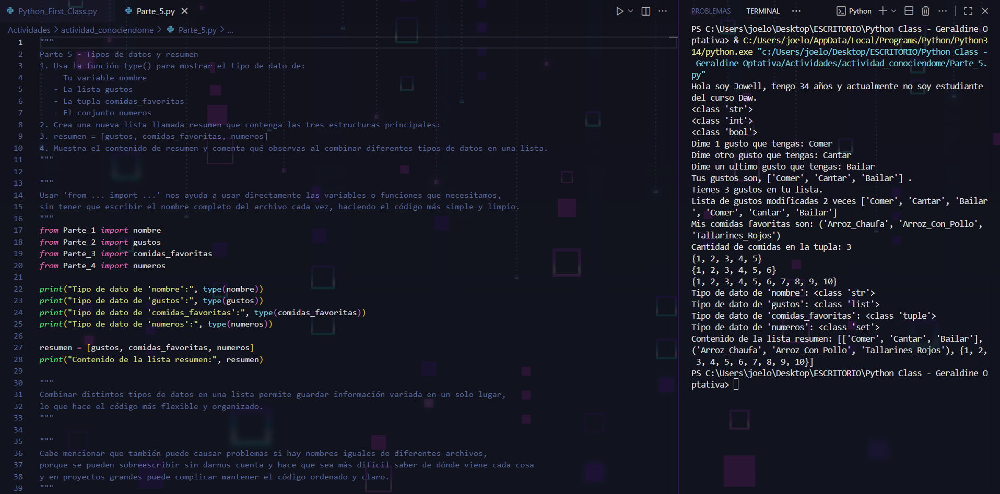 Python_First_Class.py
Parte_5.py
Actividades > actividad_conociendome > Parte_5.py > ...
1 """
2 Parte 5 - Tipos de datos y resumen
3 1. Usa la función type() para mostrar el tipo de dato de:
4 - Tu variable nombre
5 - La lista gustos
6 - La tupla comidas_favoritas
7 - El conjunto numeros
8 2. Crea una nueva lista llamada resumen que contenga las tres estructuras principales:
9 3. resumen = [gustos, comidas_favoritas, numeros]
10 4. Muestra el contenido de resumen y comenta qué observas al combinar diferentes tipos de datos en una lista.
11 """
12
13 """
14 Usar 'from ... import ...' nos ayuda a usar directamente las variables o funciones que necesitamos,
15 sin tener que escribir el nombre completo del archivo cada vez, haciendo el código más simple y limpio.
16 """
17 from Parte_1 import nombre
18 from Parte_2 import gustos
19 from Parte_3 import comidas_favoritas
20 from Parte_4 import numeros
21
22 print("Tipo de dato de 'nombre':", type(nombre))
23 print("Tipo de dato de 'gustos':", type(gustos))
24 print("Tipo de dato de 'comidas_favoritas':", type(comidas_favoritas))
25 print("Tipo de dato de 'numeros':", type(numeros))
26
27 resumen = [gustos, comidas_favoritas, numeros]
28 print("Contenido de la lista resumen:", resumen)
29
30 """
31 Combinar distintos tipos de datos en una lista permite guardar información variada en un solo lugar,
32 lo que hace el código más flexible y organizado.
33 """
34
35 """
36 Cabe mencionar que también puede causar problemas si hay nombres iguales de diferentes archivos,
37 porque se pueden sobreescribir sin darnos cuenta y hace que sea más difícil saber de dónde viene cada cosa
38 y en proyectos grandes puede complicar mantener el código ordenado y claro.
39 """
PROBLEMAS TERMINAL ... Python
PS C:\Users\joelo\Desktop\ESCRITORIO\Python Class - Geraldine O
ptativa> & C:/Users/joelo/AppData/Local/Programs/Python/Python3
14/python.exe "c:/Users/joelo/Desktop/ESCRITORIO/Python Class -
Geraldine Optativa/Actividades/actividad_conociendome/Parte_5.
py"
Hola soy Jowell, tengo 34 años y actualmente no soy estudiante
del curso Daw.
<class 'str'>
<class 'int'>
<class 'bool'>
Dime 1 gusto que tengas: Comer
Dime otro gusto que tengas: Cantar
Dime un ultimo gusto que tengas: Bailar
Tus gustos son, ['Comer', 'Cantar', 'Bailar'] .
Tienes 3 gustos en tu lista.
Lista de gustos modificadas 2 veces ['Comer', 'Cantar', 'Bailar
', 'Comer', 'Cantar', 'Bailar']
Mis comidas favoritas son: ('Arroz_Chaufa', 'Arroz_Con_Pollo',
'Tallarines_Rojos')
Cantidad de comidas en la tupla: 3
{1, 2, 3, 4, 5}
{1, 2, 3, 4, 5, 6}
{1, 2, 3, 4, 5, 6, 7, 8, 9, 10}
Tipo de dato de 'nombre': <class 'str'>
Tipo de dato de 'gustos': <class 'list'>
Tipo de dato de 'comidas_favoritas': <class 'tuple'>
Tipo de dato de 'numeros': <class 'set'>
Contenido de la lista resumen: [['Comer', 'Cantar', 'Bailar'],
('Arroz_Chaufa', 'Arroz_Con_Pollo', 'Tallarines_Rojos'), {1, 2,
3, 4, 5, 6, 7, 8, 9, 10}]
PS C:\Users\joelo\Desktop\ESCRITORIO\Python Class - Geraldine O
ptativa>